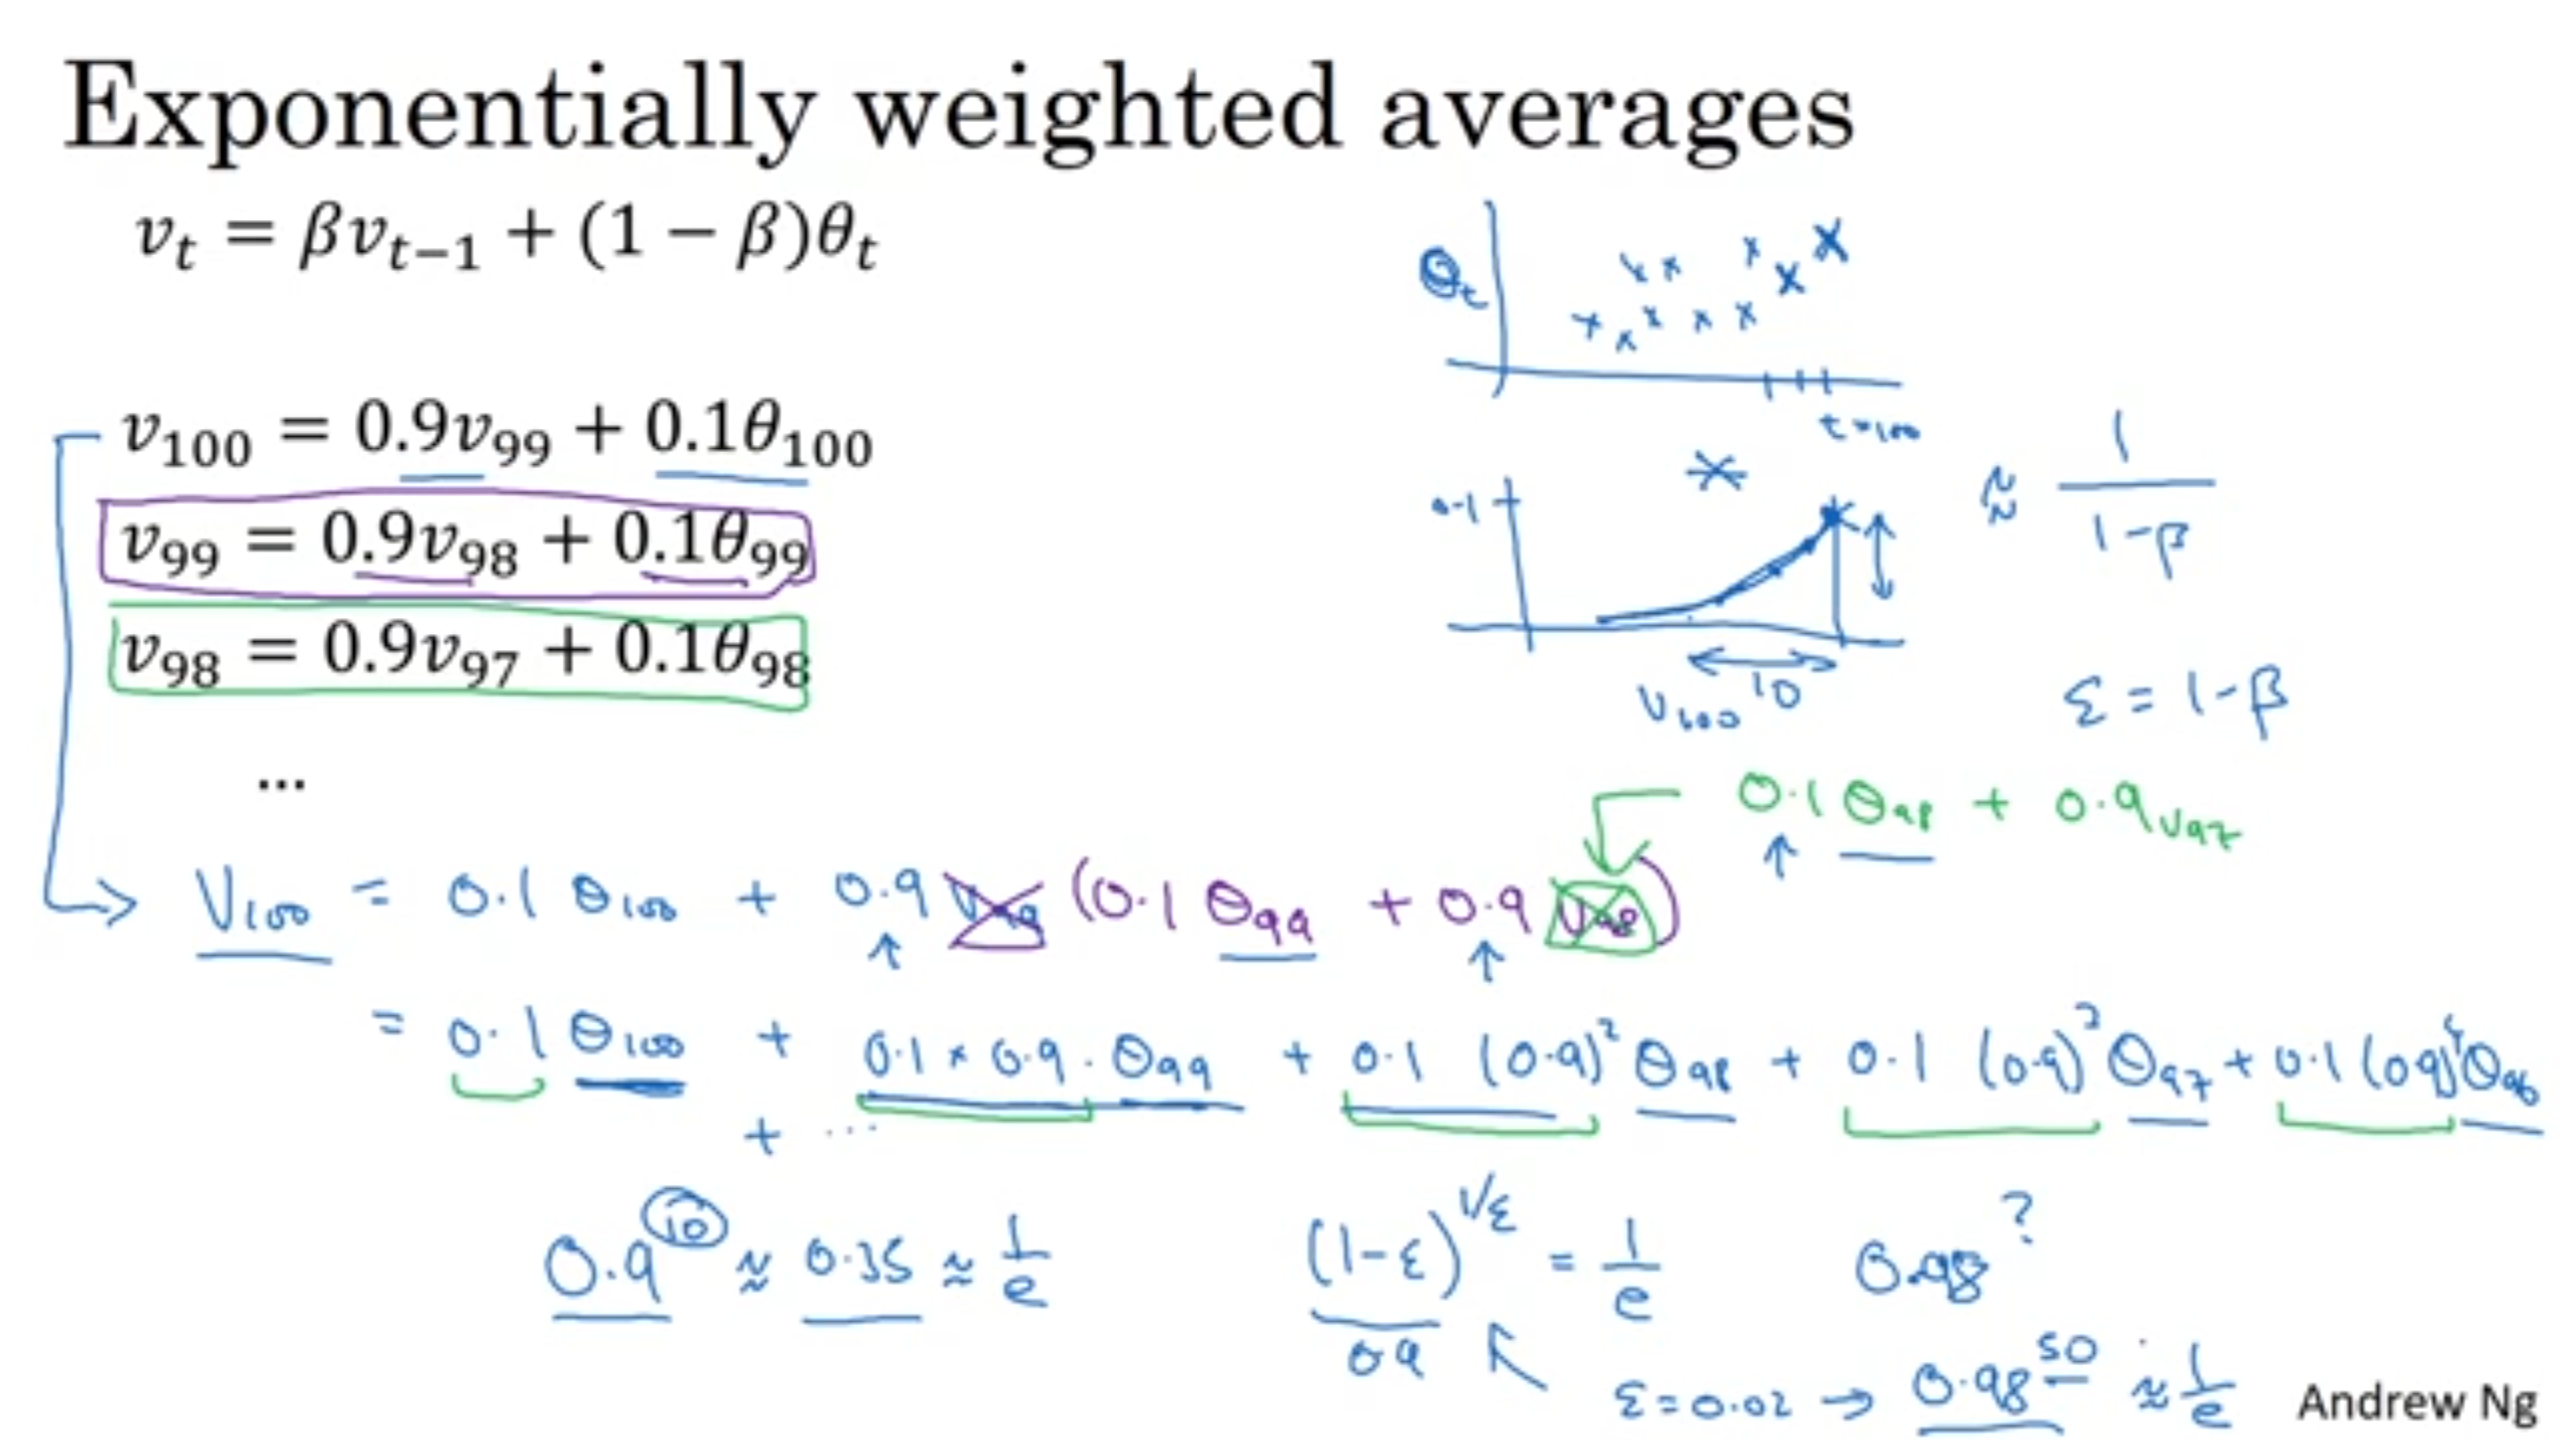 Exponentially weighted averages
v_t = βv_{t−1} + (1 − β)θ_t
v_100 = 0.9v_99 + 0.1θ_100
v_99 = 0.9v_98 + 0.1θ_99
v_98 = 0.9v_97 + 0.1θ_98
...
θ_t
t=100
0.1
10
V_100
≈ 1/(1-β)
ε = 1-β
0.1 θ_98 + 0.9 v_97
V_100 = 0.1 θ_100 + 0.9 V_99 (0.1 θ_99 + 0.9 V_98)
= 0.1 θ_100 + 0.1 × 0.9 · θ_99 + 0.1 (0.9)^2 θ_98 + 0.1 (0.9)^3 θ_97 + 0.1 (0.9)^4 θ_96
+ ...
0.9^10 ≈ 0.35 ≈ 1/e
(1-ε)^{1/ε} = 1/e
0.9
0.98^?
ε = 0.02 → 0.98^50 ≈ 1/e
Andrew Ng